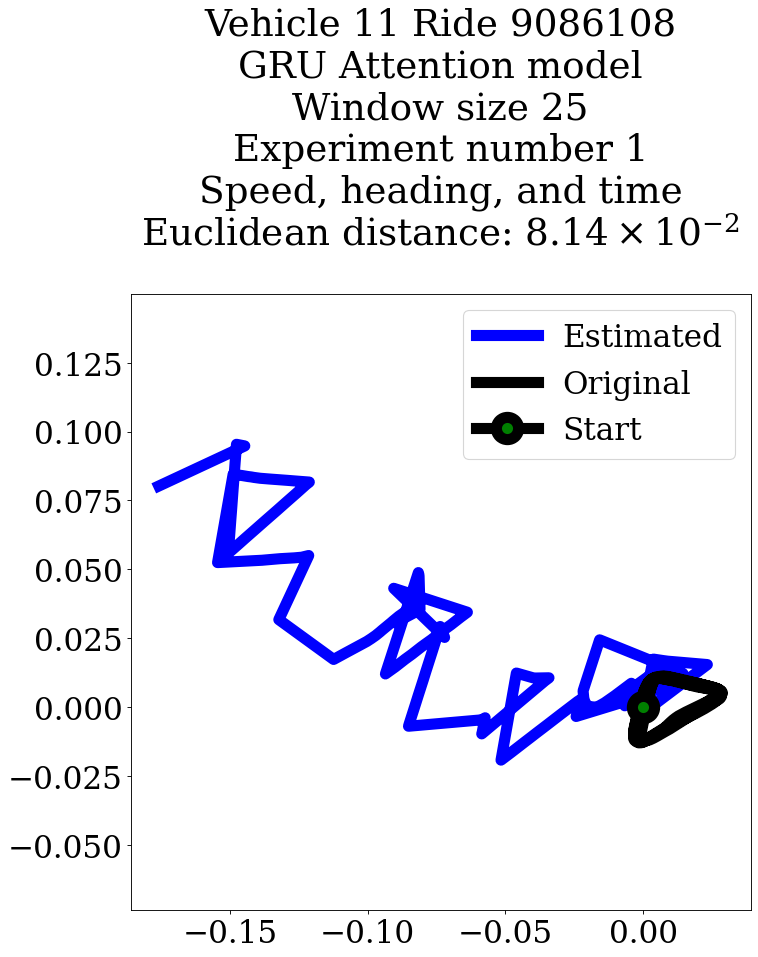 Vehicle 11 Ride 9086108
GRU Attention model
Window size 25
Experiment number 1
Speed, heading, and time
Euclidean distance: 8.14 × 10⁻²
Estimated
Original
Start
0.125
0.100
0.075
0.050
0.025
0.000
−0.025
−0.050
−0.15 −0.10 −0.05 0.00